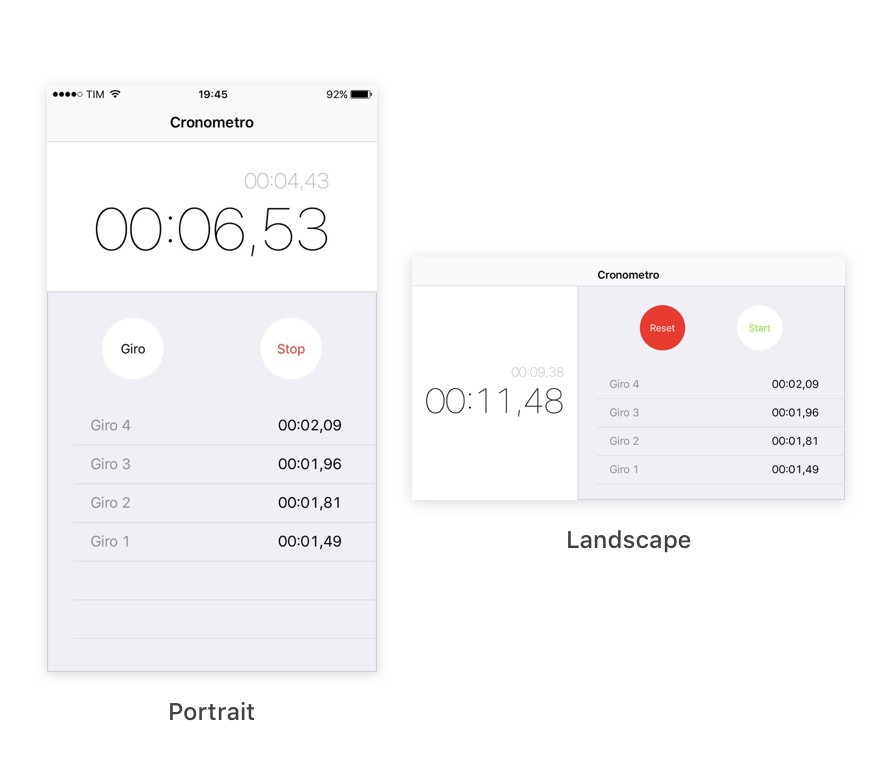 TIM 19:45 92%
Cronometro
00:04,43
00:06,53
Giro Stop
Giro 4 00:02,09
Giro 3 00:01,96
Giro 2 00:01,81
Giro 1 00:01,49
Portrait
Cronometro
Reset Start
00:09,38
00:11,48
Giro 4 00:02,09
Giro 3 00:01,96
Giro 2 00:01,81
Giro 1 00:01,49
Landscape